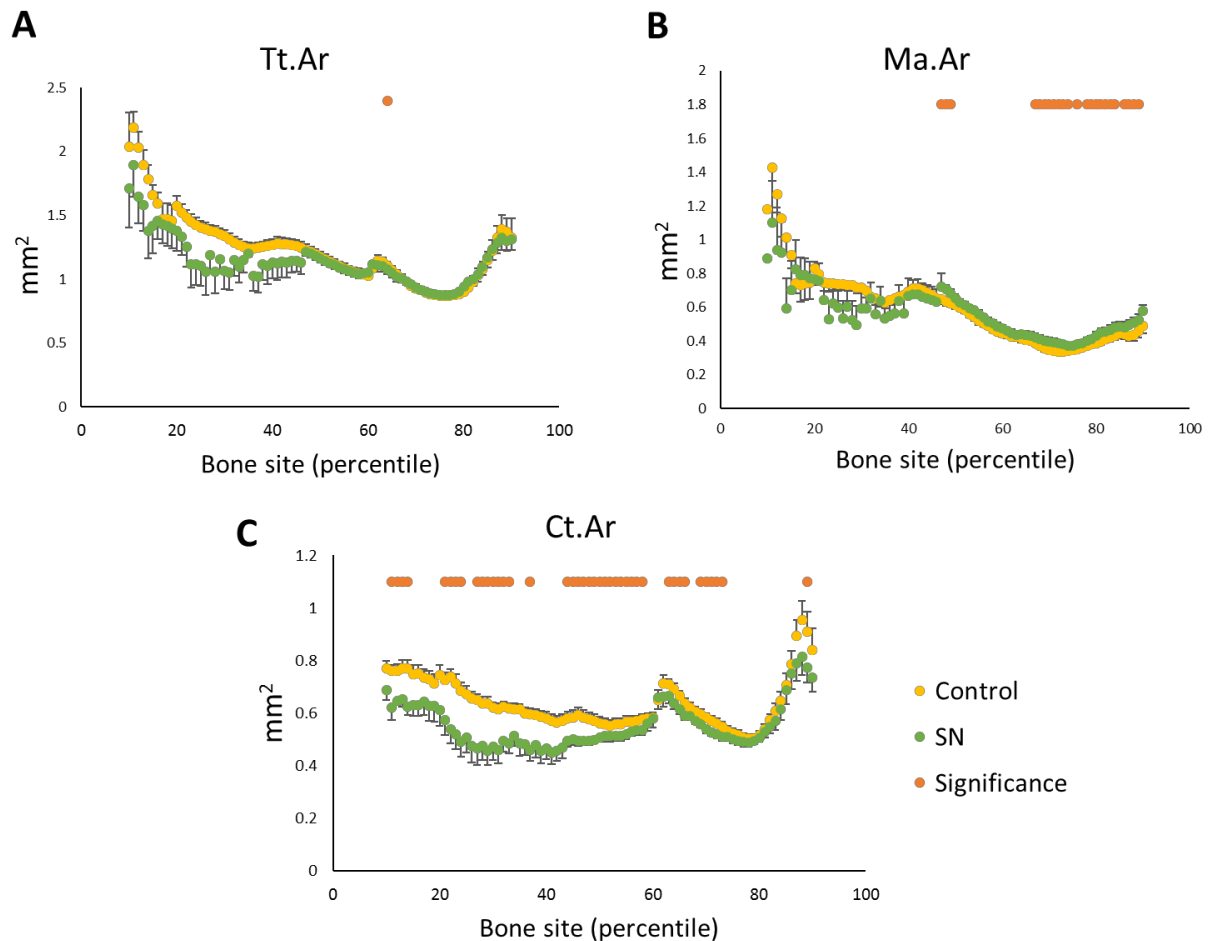 A
Tt.Ar
2.5
2
1.5
1
0.5
0
mm²
0 20 40 60 80 100
Bone site (percentile)
B
Ma.Ar
2
1.8
1.6
1.4
1.2
1
0.8
0.6
0.4
0.2
0
mm²
0 20 40 60 80 100
Bone site (percentile)
C
Ct.Ar
1.2
1
0.8
0.6
0.4
0.2
0
mm²
0 20 40 60 80 100
Bone site (percentile)
Control
SN
Significance